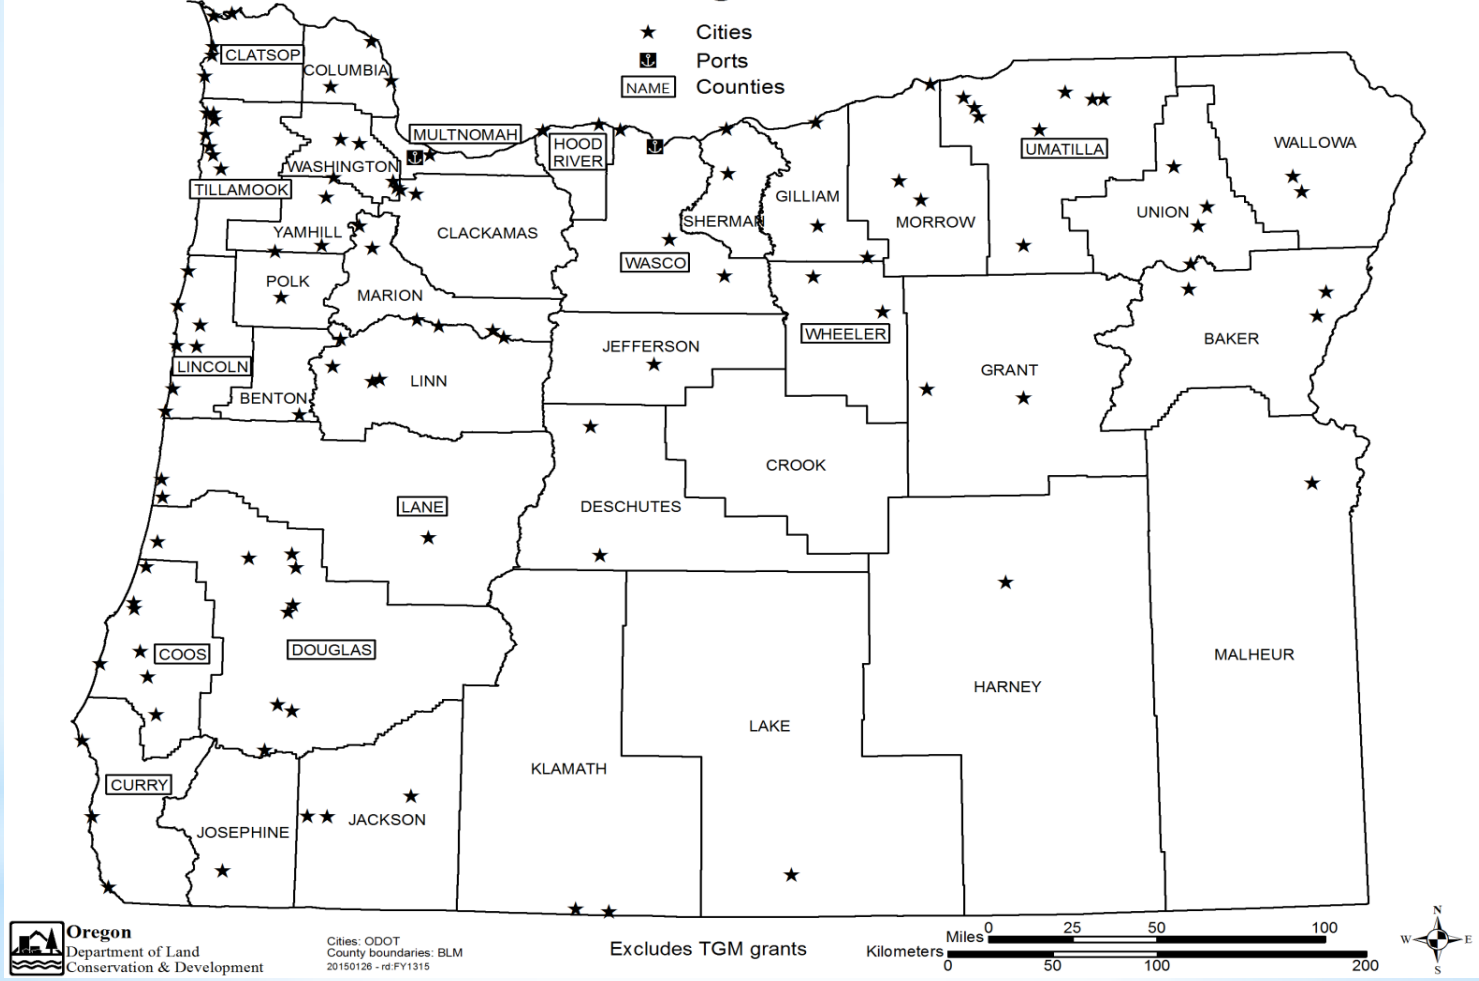 Cities
Ports
NAME Counties
CLATSOP
COLUMBIA
MULTNOMAH
HOOD
RIVER
WASHINGTON
TILLAMOOK
YAMHILL
CLACKAMAS
SHERMAN
GILLIAM
MORROW
UMATILLA
UNION
WALLOWA
WASCO
POLK
MARION
WHEELER
BAKER
LINCOLN
BENTON
LINN
JEFFERSON
GRANT
CROOK
LANE
DESCHUTES
COOS
DOUGLAS
MALHEUR
HARNEY
LAKE
KLAMATH
CURRY
JOSEPHINE
JACKSON
Oregon
Department of Land
Conservation & Development
Cities: ODOT
County boundaries: BLM
20150126 - rd:FY1315
Excludes TGM grants
Miles 0 25 50 100
Kilometers 0 50 100 200
N
W E
S